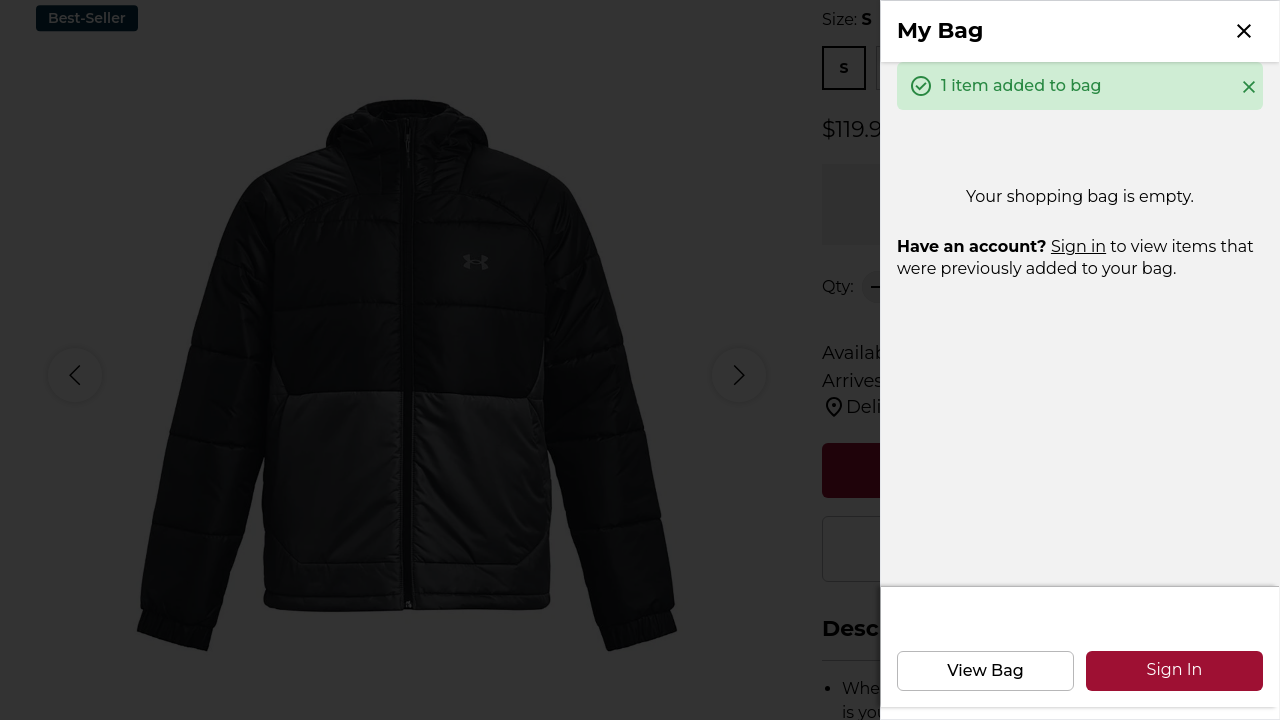 Best-Seller
Size: S
S
$119.9
Qty:
Availab
Arrives
Deli
Desc
Whe
is you
My Bag
1 item added to bag
Your shopping bag is empty.
Have an account? Sign in to view items that
were previously added to your bag.
View Bag
Sign In